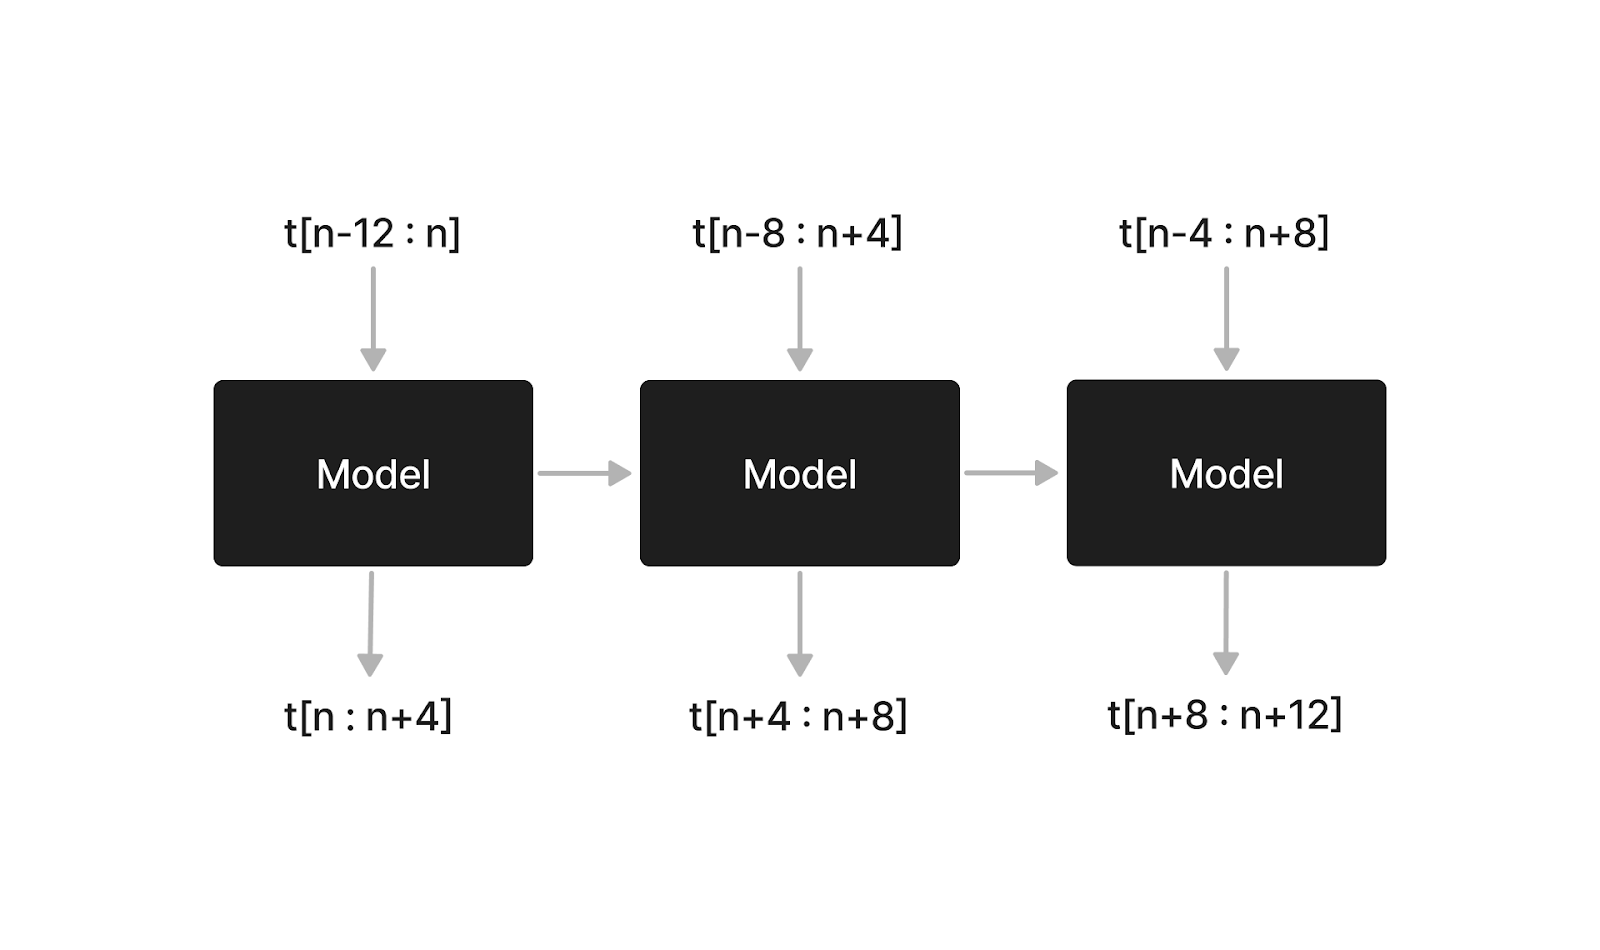 t[n-12 : n]
t[n-8 : n+4]
t[n-4 : n+8]
Model
Model
Model
t[n : n+4]
t[n+4 : n+8]
t[n+8 : n+12]